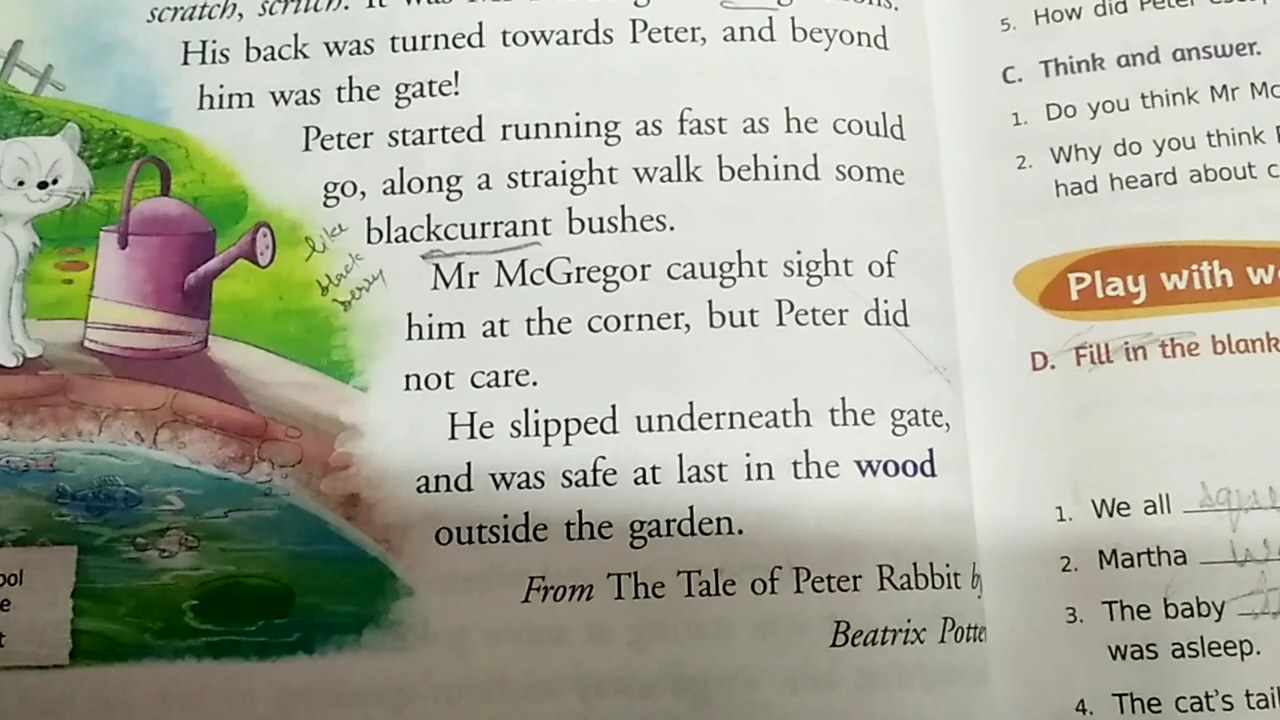 scratch, scritch. It was
His back was turned towards Peter, and beyond
him was the gate!
Peter started running as fast as he could
go, along a straight walk behind some
blackcurrant bushes.
like
black
berry
Mr McGregor caught sight of
him at the corner, but Peter did
not care.
He slipped underneath the gate,
and was safe at last in the wood
outside the garden.
From The Tale of Peter Rabbit by
Beatrix Potte
ool
e
t
5. How did Peter
C. Think and answer.
1. Do you think Mr Mc
2. Why do you think
had heard about c
Play with w
D. Fill in the blank
1. We all
2. Martha
3. The baby
was asleep.
4. The cat's tail